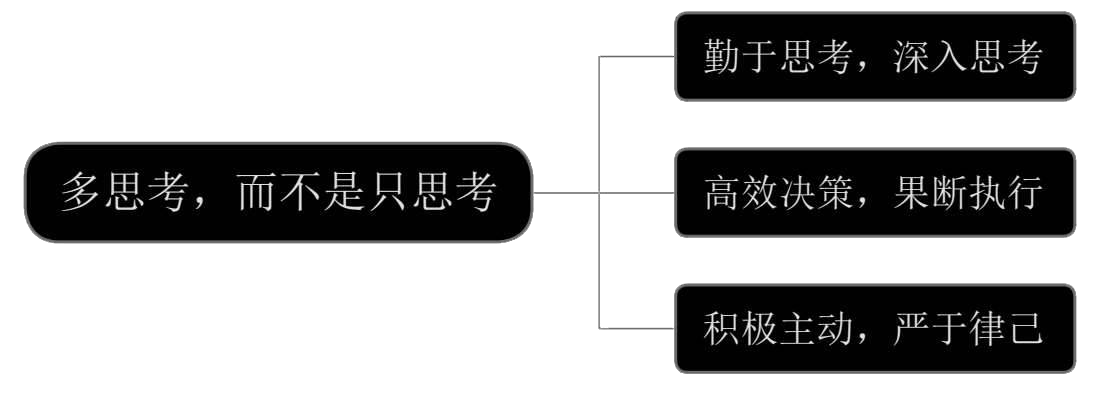 多思考，而不是只思考
勤于思考，深入思考
高效决策，果断执行
积极主动，严于律己